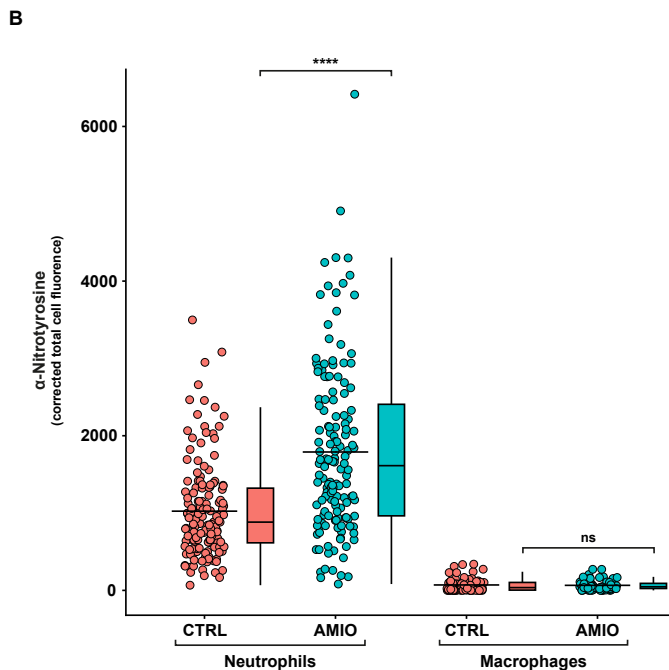 B
****
6000
4000
2000
0
ns
α-Nitrotyrosine
(corrected total cell fluorence)
CTRL AMIO CTRL AMIO
Neutrophils Macrophages